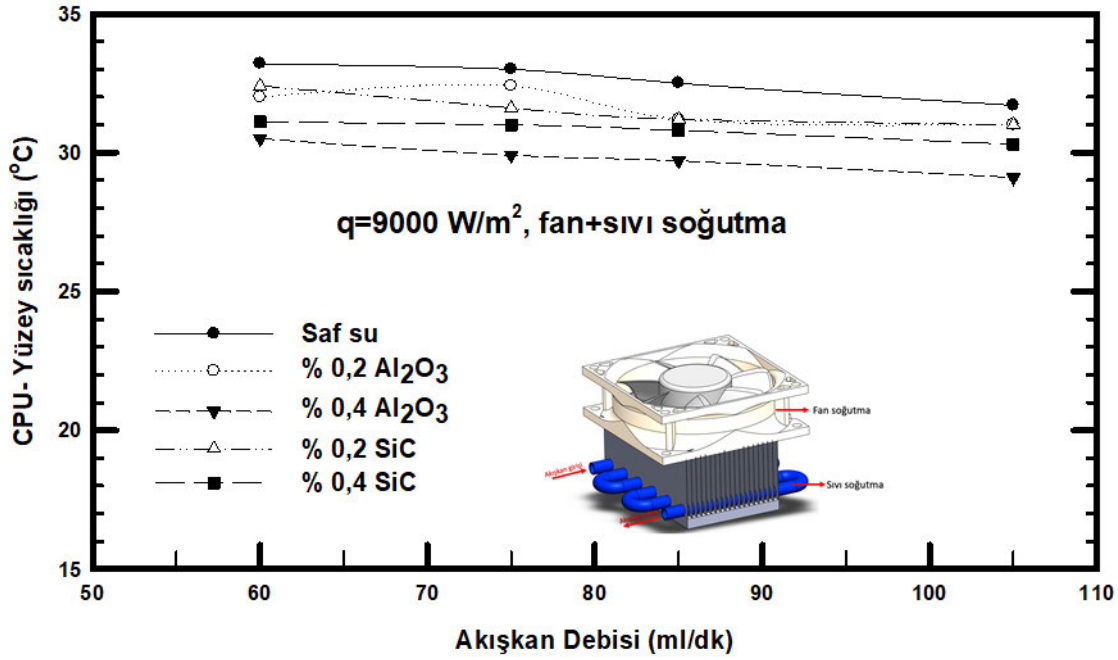 35
30
25
20
15
CPU- Yüzey sıcaklığı (°C)
q=9000 W/m², fan+sıvı soğutma
Saf su
% 0,2 Al₂O₃
% 0,4 Al₂O₃
% 0,2 SiC
% 0,4 SiC
Fan soğutma
Akışkan girişi
Sıvı soğutma
50 60 70 80 90 100 110
Akışkan Debisi (ml/dk)